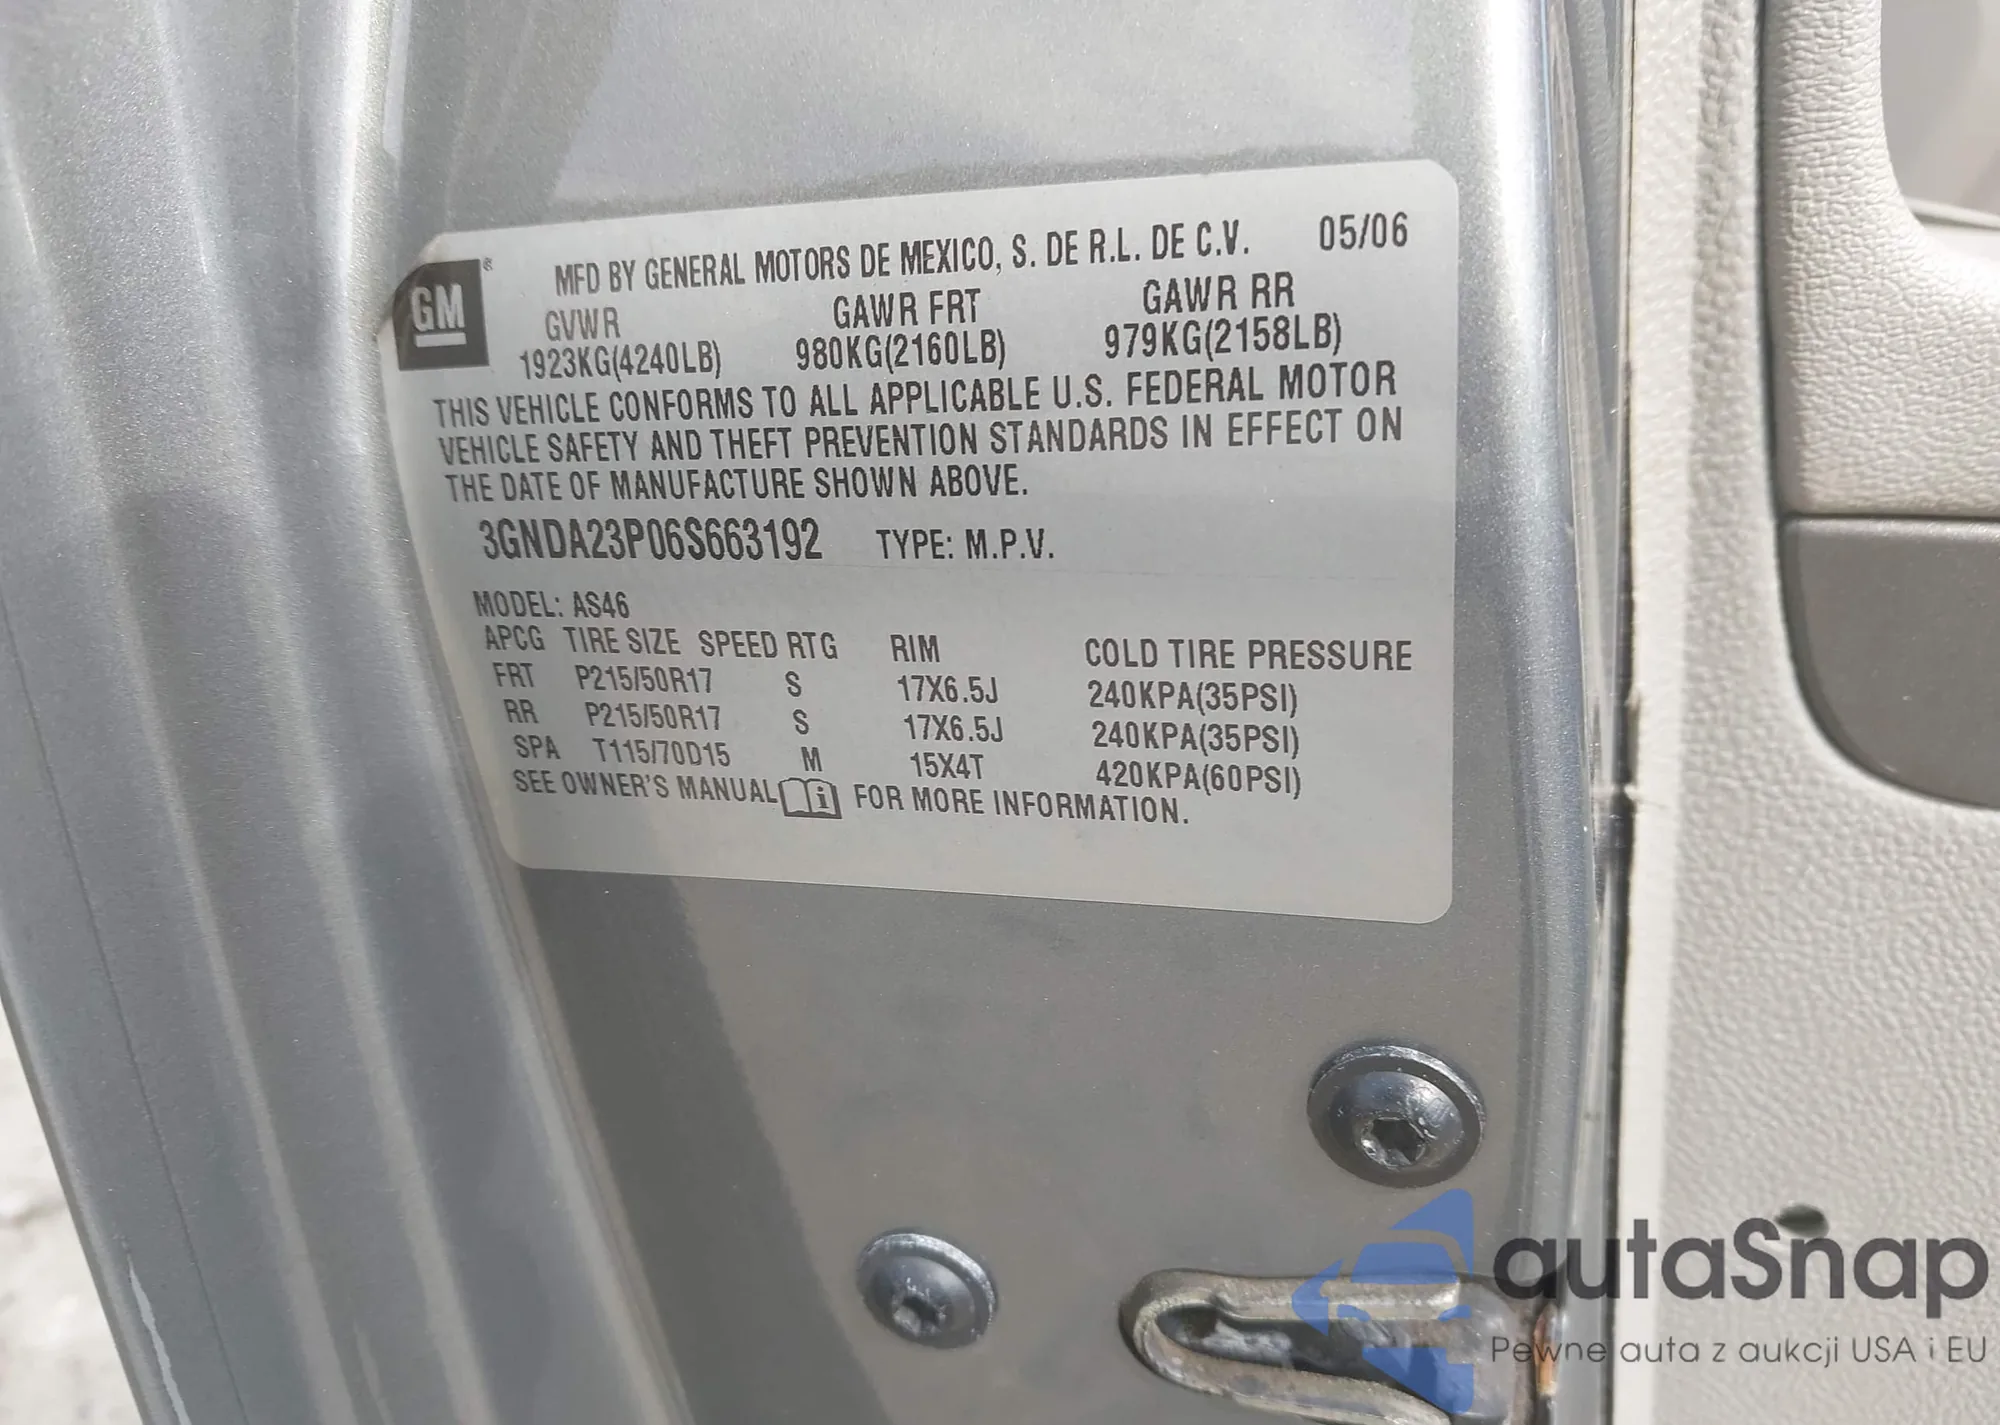 GM ® MFD BY GENERAL MOTORS DE MEXICO, S. DE R.L. DE C.V. 05/06
GVWR GAWR FRT GAWR RR
1923KG(4240LB) 980KG(2160LB) 979KG(2158LB)
THIS VEHICLE CONFORMS TO ALL APPLICABLE U.S. FEDERAL MOTOR
VEHICLE SAFETY AND THEFT PREVENTION STANDARDS IN EFFECT ON
THE DATE OF MANUFACTURE SHOWN ABOVE.
3GNDA23P06S663192 TYPE: M.P.V.
MODEL: AS46
APCG TIRE SIZE SPEED RTG RIM COLD TIRE PRESSURE
FRT P215/50R17 S 17X6.5J 240KPA(35PSI)
RR P215/50R17 S 17X6.5J 240KPA(35PSI)
SPA T115/70D15 M 15X4T 420KPA(60PSI)
SEE OWNER'S MANUAL i FOR MORE INFORMATION.
autaSnap
Pewne auta z aukcji USA i EU